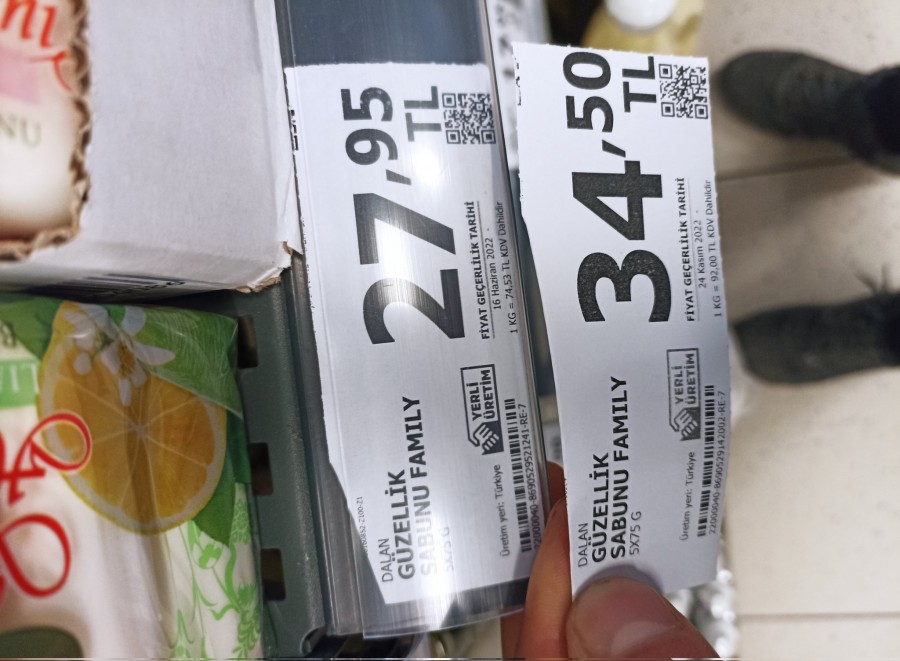 27,95
TL
FİYAT GEÇERLİLİK TARİHİ
16 Haziran 2022 -
1 KG = 74,53 TL KDV Dahildir
DALAN
GÜZELLİK
SABUNU FAMILY
5X75 G
YERLİ
ÜRETİM
Üretim yeri: Türkiye
34,50
TL
FİYAT GEÇERLİLİK TARİHİ
24 Kasım 2022 -
1 KG = 92,00 TL KDV Dahildir
DALAN
GÜZELLİK
SABUNU FAMILY
5X75 G
YERLİ
ÜRETİM
Üretim yeri: Türkiye